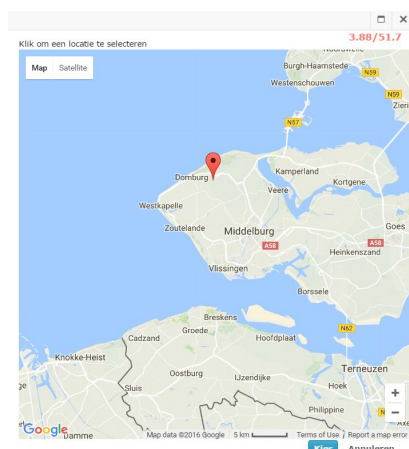 3.88/51.7
Klik om een locatie te selecteren
Map Satellite
Burgh-Haamstede
N59
Westenschouwen
N59
N57
Domburg
Kamperland
Kortgene
Veere
Westkapelle
Zoutelande
Middelburg
Goes
A58
A58
Heinkenszand
Vlissingen
Borssele
Breskens
Groede
N62
Cadzand
Hoofdplaat
Knokke-Heist
Oostburg
Terneuzen
IJzendijke
Hoek
Sluis
Philippine
Google
Damme
Map data ©2016 Google 5 km Terms of Use Report a map error
Kies Annuleren